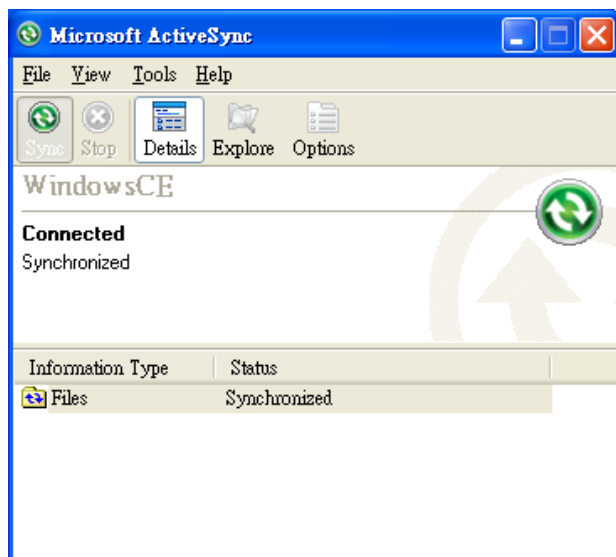 Microsoft ActiveSync
File View Tools Help
Sync Stop Details Explore Options
WindowsCE
Connected
Synchronized
Information Type Status
Files Synchronized